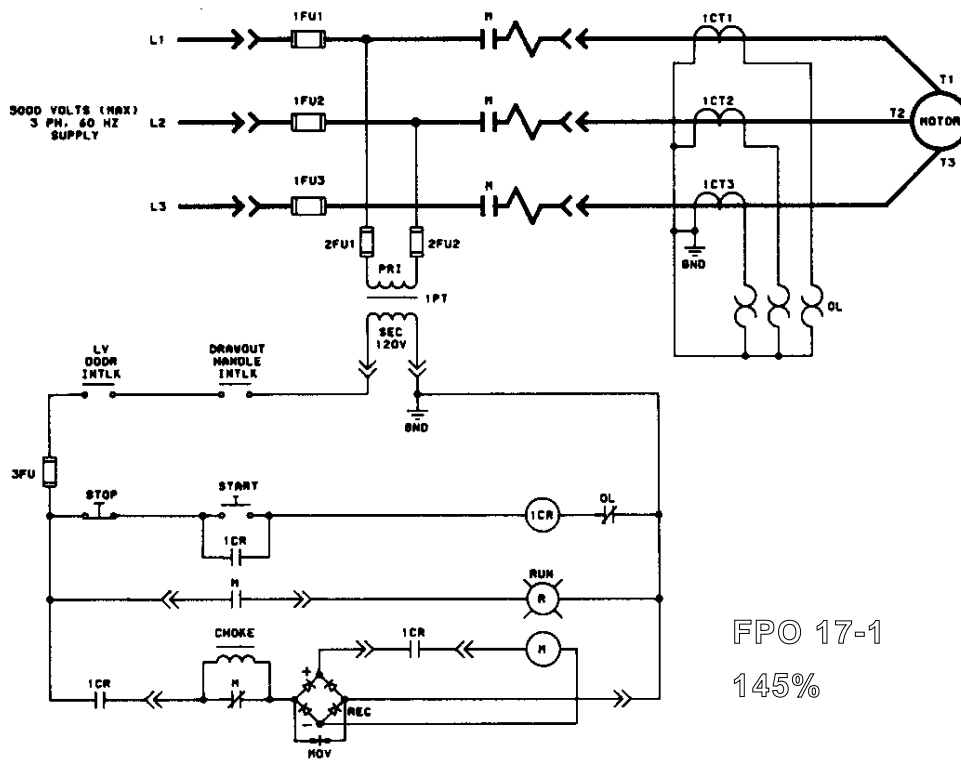 1FU1
M
1CT1
L1
T1
5000 VOLTS (MAX)
3 PH, 60 HZ
SUPPLY
1FU2
M
1CT2
L2
T2
MOTOR
T3
1FU3
M
1CT3
L3
2FU1
2FU2
GND
PRI
1PT
OL
SEC
120V
LV
DOOR
INTLK
DRAWOUT
HANDLE
INTLK
GND
3FU
STOP
START
OL
1CR
1CR
M
RUN
R
CHOKE
1CR
M
1CR
M
+
REC
-
MOV
FPO 17-1
145%